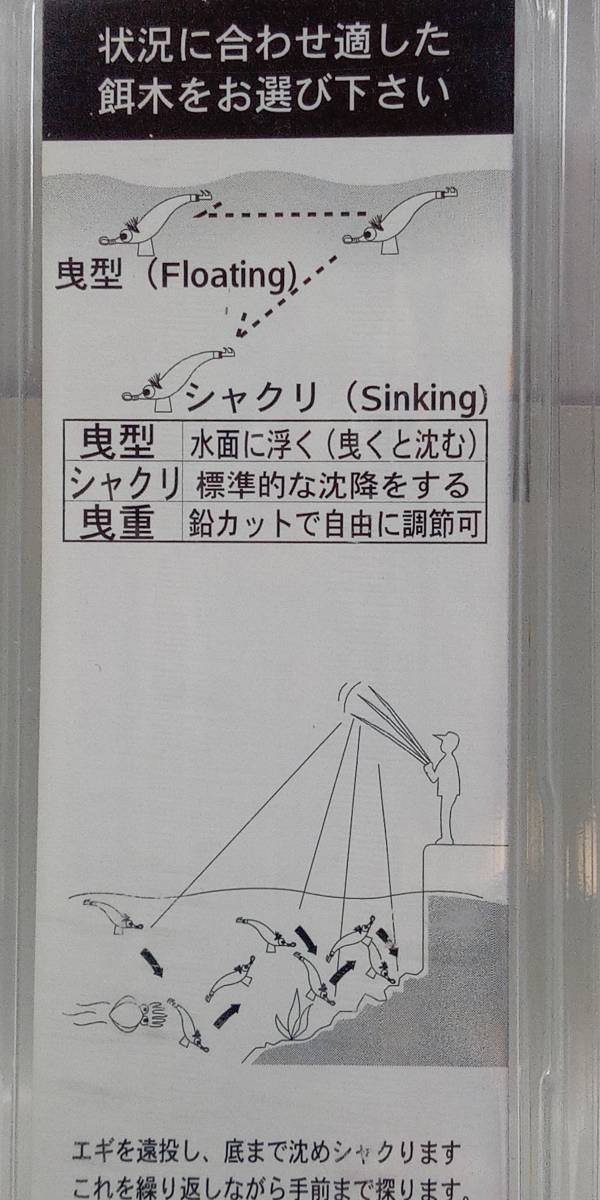 状況に合わせ適した
餌木をお選び下さい
曳型（Floating)
シャクリ（Sinking)
曳型 水面に浮く（曳くと沈む）
シャクリ 標準的な沈降をする
曳重 鉛カットで自由に調節可
エギを遠投し、底まで沈めシャクります
これを繰り返しながら手前まで探ります。